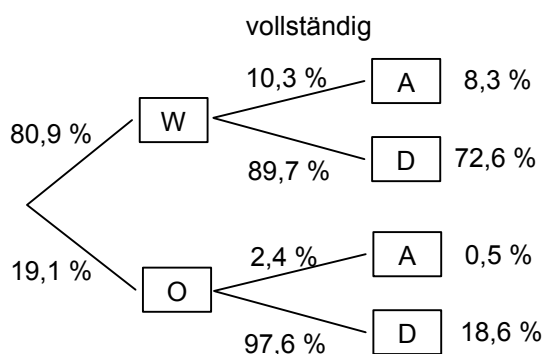 vollständig
10,3 % A 8,3 %
80,9 % W
89,7 % D 72,6 %
19,1 % O
2,4 % A 0,5 %
97,6 % D 18,6 %